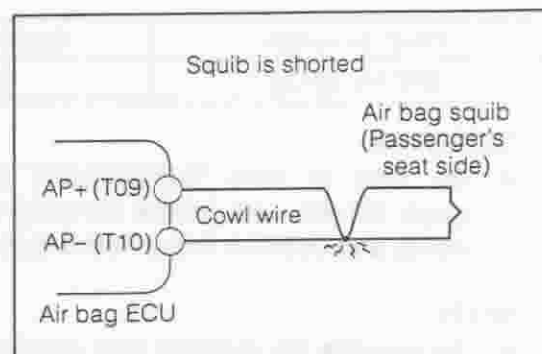 Squib is shorted
Air bag squib
(Passenger's
seat side)
AP+ (T09)
Cowl wire
AP– (T10)
Air bag ECU